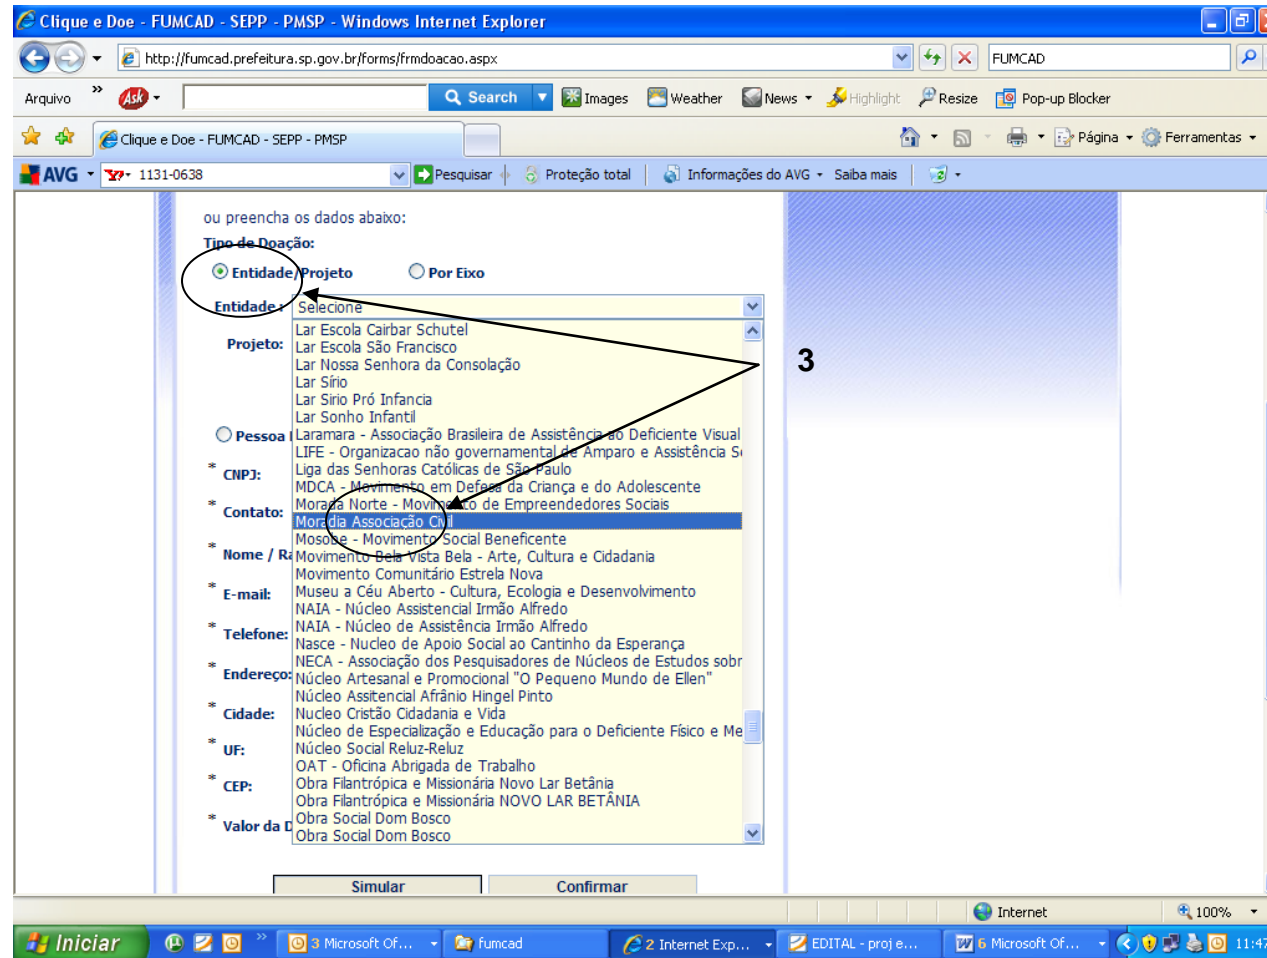 Clique e Doe - FUMCAD - SEPP - PMSP - Windows Internet Explorer
http://fumcad.prefeitura.sp.gov.br/forms/frmdoacao.aspx
FUMCAD
Arquivo
Ask
Search
Images
Weather
News
Highlight
Resize
Pop-up Blocker
Clique e Doe - FUMCAD - SEPP - PMSP
Página
Ferramentas
AVG
1131-0638
Pesquisar
Proteção total
Informações do AVG
Saiba mais
ou preencha os dados abaixo:
Tipo de Doação:
Entidade/Projeto
Por Eixo
Entidade :
Selecione
Projeto:
Lar Escola Cairbar Schutel
Lar Escola São Francisco
Lar Nossa Senhora da Consolação
Lar Sírio
Lar Sirio Pró Infancia
Lar Sonho Infantil
Laramara - Associação Brasileira de Assistência ao Deficiente Visual
LIFE - Organizacao não governamental de Amparo e Assistência S
Liga das Senhoras Católicas de São Paulo
MDCA - Movimento em Defesa da Criança e do Adolescente
Morada Norte - Movimento de Empreendedores Sociais
Moradia Associação Civil
Mosobe - Movimento Social Beneficente
Movimento Bela Vista Bela - Arte, Cultura e Cidadania
Movimento Comunitário Estrela Nova
Museu a Céu Aberto - Cultura, Ecologia e Desenvolvimento
NAIA - Núcleo Assistencial Irmão Alfredo
NAIA - Núcleo de Assistência Irmão Alfredo
Nasce - Nucleo de Apoio Social ao Cantinho da Esperança
NECA - Associação dos Pesquisadores de Núcleos de Estudos sobr
Núcleo Artesanal e Promocional "O Pequeno Mundo de Ellen"
Núcleo Assitencial Afrânio Hingel Pinto
Nucleo Cristão Cidadania e Vida
Núcleo de Especialização e Educação para o Deficiente Físico e Me
Núcleo Social Reluz-Reluz
OAT - Oficina Abrigada de Trabalho
Obra Filantrópica e Missionária Novo Lar Betânia
Obra Filantrópica e Missionária NOVO LAR BETÂNIA
Obra Social Dom Bosco
Obra Social Dom Bosco
3
Pessoa
* CNPJ:
* Contato:
* Nome / Ra
* E-mail:
* Telefone:
* Endereço:
* Cidade:
* UF:
* CEP:
* Valor da D
Simular
Confirmar
Internet
100%
Iniciar
3 Microsoft Of...
fumcad
2 Internet Exp...
EDITAL - proj e...
6 Microsoft Of...
11:47